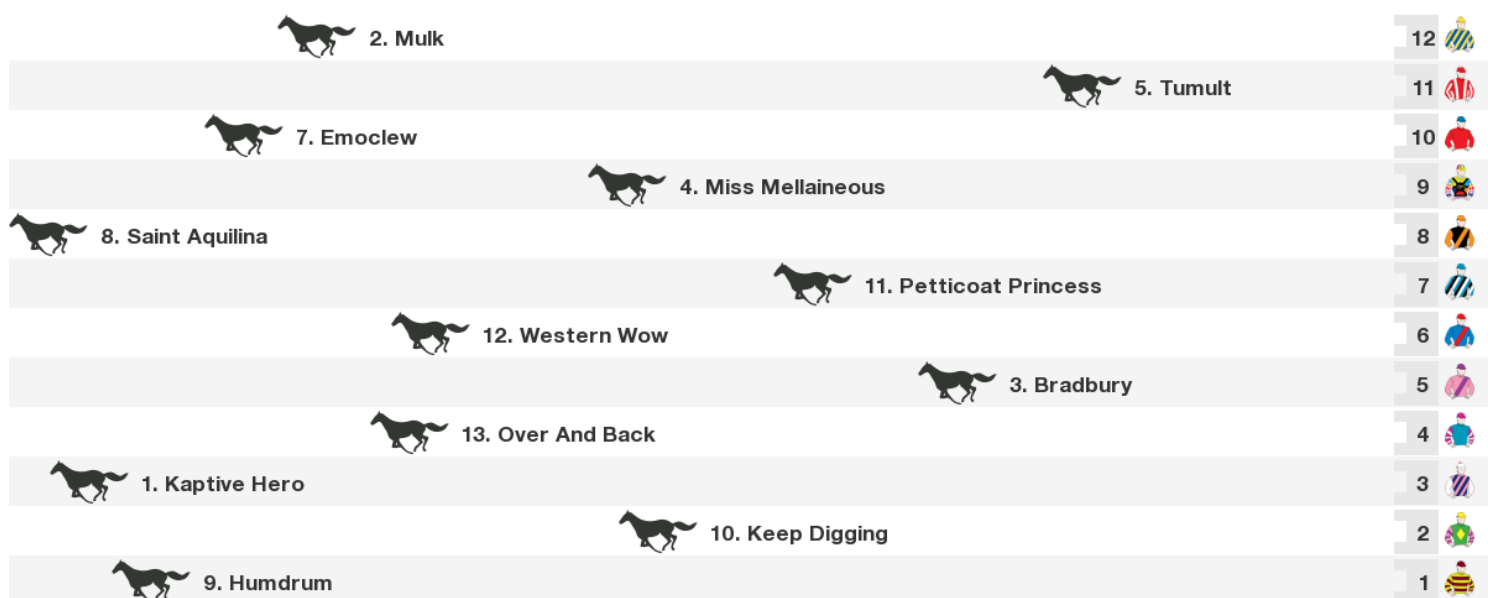 2. Mulk 12
5. Tumult 11
7. Emoclew 10
4. Miss Mellaineous 9
8. Saint Aquilina 8
11. Petticoat Princess 7
12. Western Wow 6
3. Bradbury 5
13. Over And Back 4
1. Kaptive Hero 3
10. Keep Digging 2
9. Humdrum 1